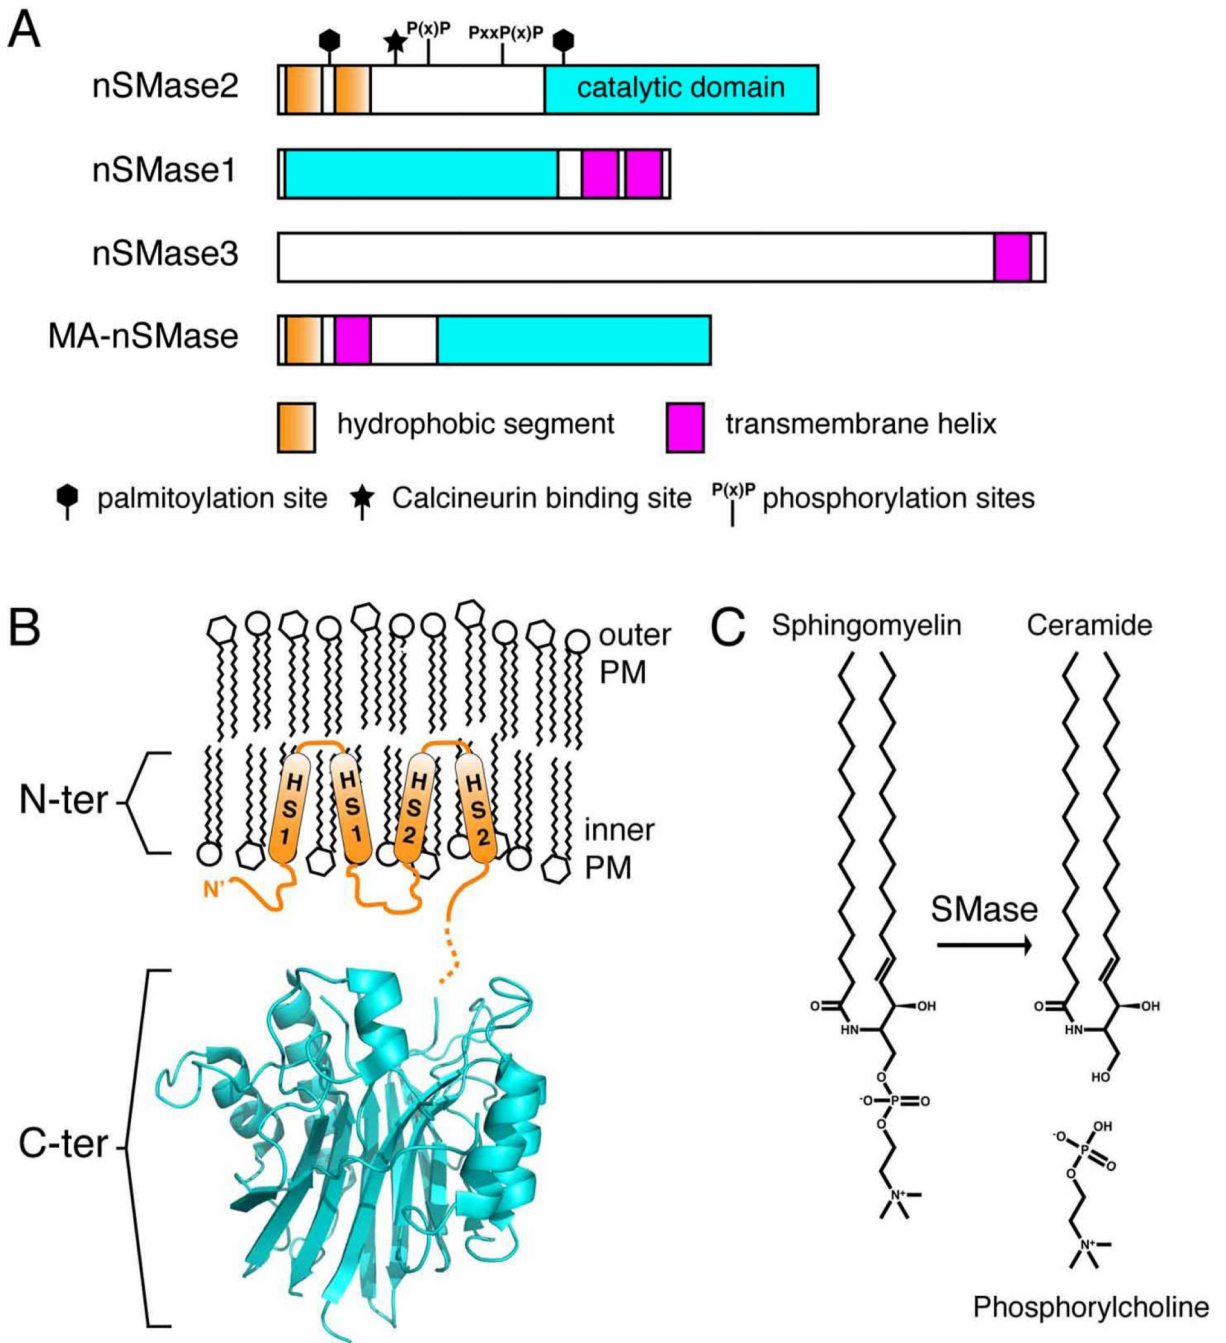 A
P(x)P
PxxP(x)P
nSMase2
catalytic domain
nSMase1
nSMase3
MA-nSMase
hydrophobic segment
transmembrane helix
palmitoylation site
Calcineurin binding site
P(x)P
phosphorylation sites
B
outer
PM
N-ter
HS1
HS1
HS2
HS2
inner
PM
N'
C-ter
C
Sphingomyelin
Ceramide
SMase
O
OH
HN
O
-O
P
O
O
N+
O
OH
HN
HO
-O
OH
P
O
O
N+
Phosphorylcholine